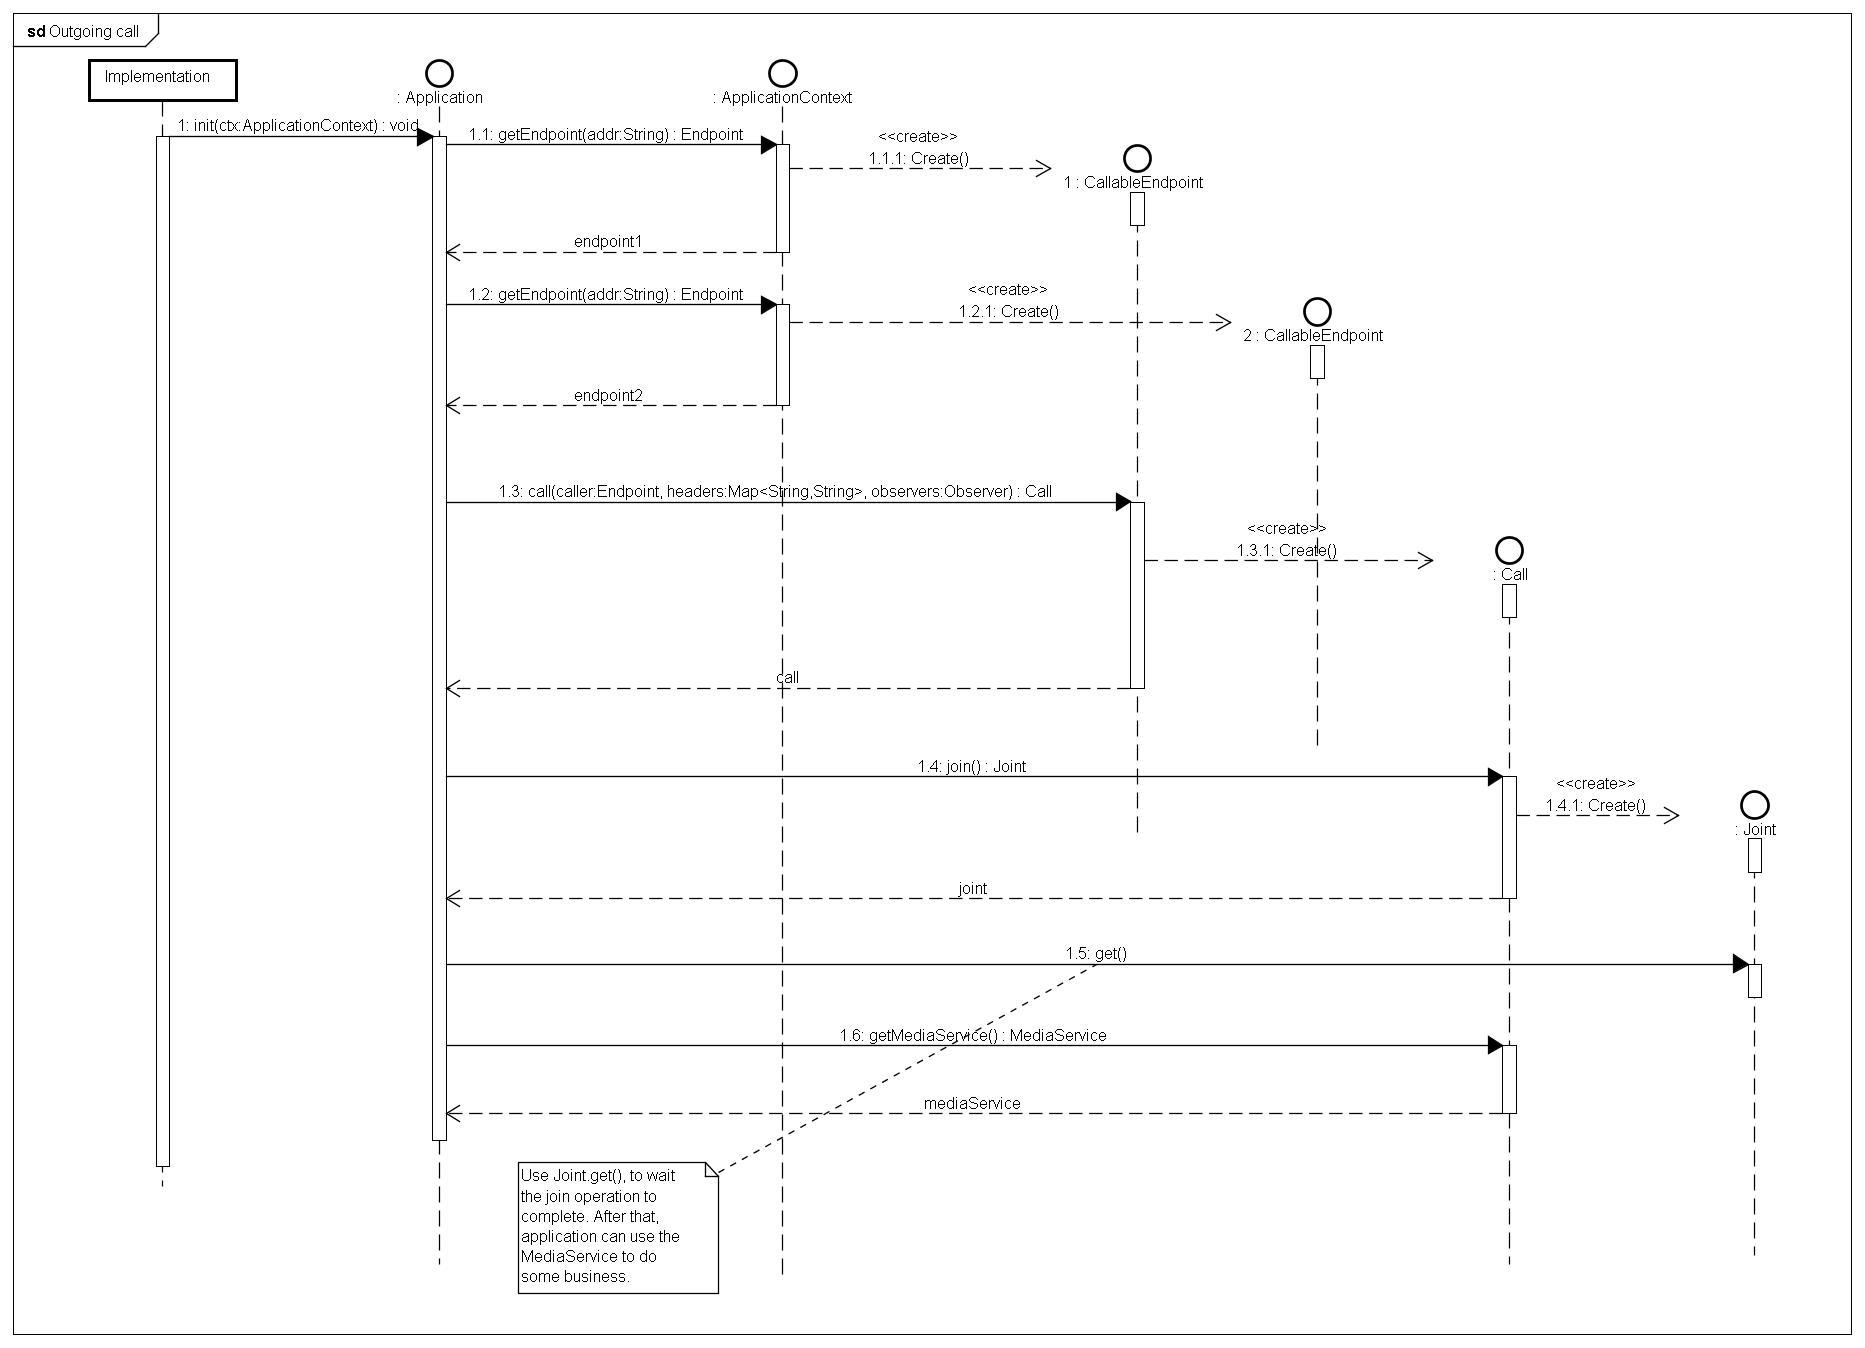 sd Outgoing call
Implementation
: Application
: ApplicationContext
1: init(ctx:ApplicationContext) : void
1.1: getEndpoint(addr:String) : Endpoint
<<create>>
1.1.1: Create()
1 : CallableEndpoint
endpoint1
1.2: getEndpoint(addr:String) : Endpoint
<<create>>
1.2.1: Create()
2 : CallableEndpoint
endpoint2
1.3: call(caller:Endpoint, headers:Map<String,String>, observers:Observer) : Call
<<create>>
1.3.1: Create()
: Call
call
1.4: join() : Joint
<<create>>
1.4.1: Create()
: Joint
joint
1.5: get()
1.6: getMediaService() : MediaService
mediaService
Use Joint.get(), to wait
the join operation to
complete. After that,
application can use the
MediaService to do
some business.